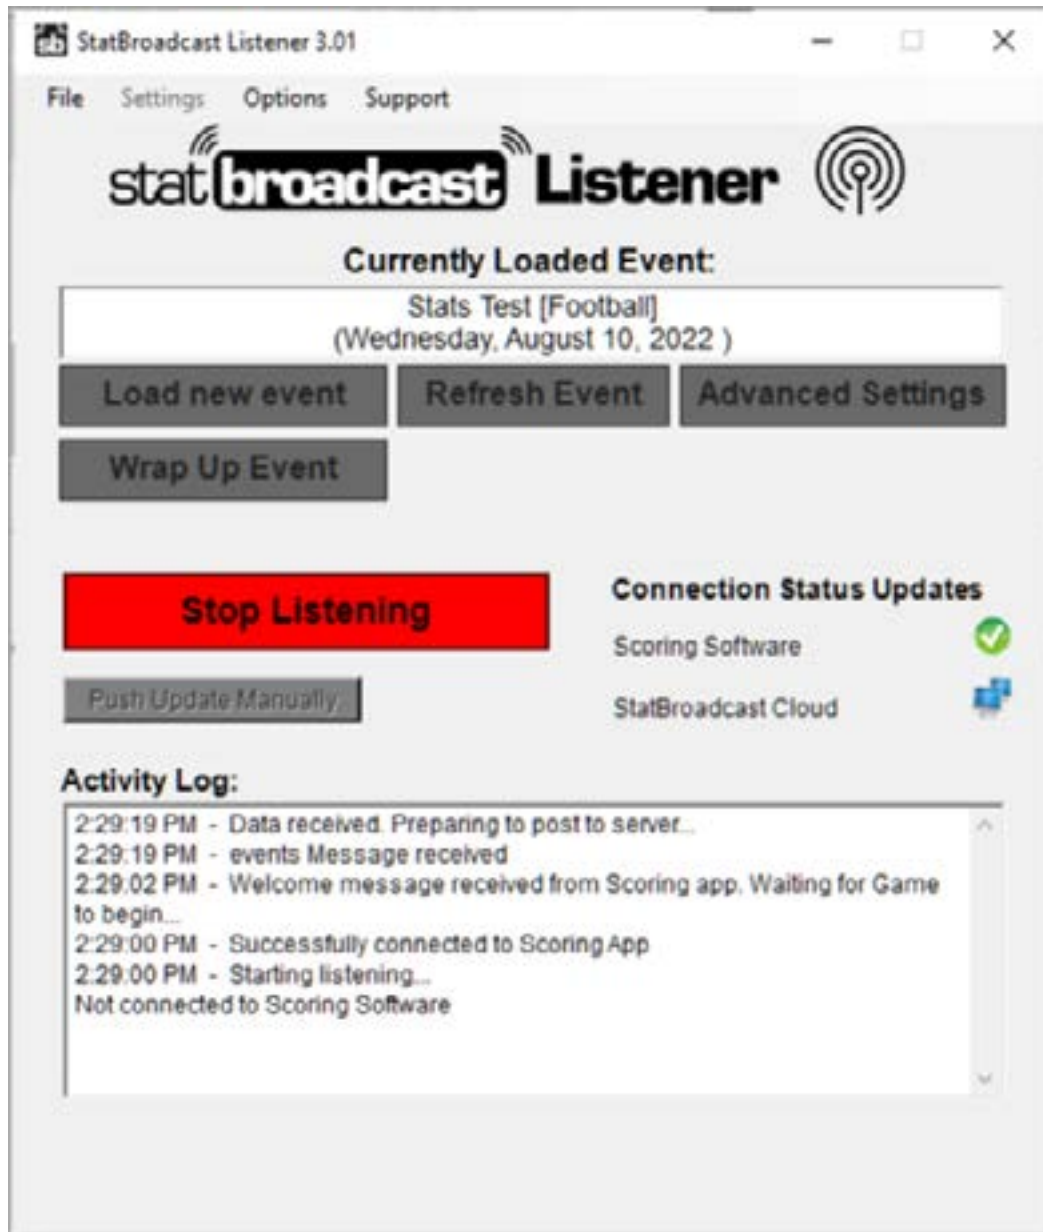 sb StatBroadcast Listener 3.01
File Settings Options Support
stat broadcast Listener
Currently Loaded Event:
Stats Test [Football]
(Wednesday, August 10, 2022 )
Load new event Refresh Event Advanced Settings
Wrap Up Event
Stop Listening
Connection Status Updates
Scoring Software
Push Update Manually
StatBroadcast Cloud
Activity Log:
2:29:19 PM - Data received. Preparing to post to server...
2:29:19 PM - events Message received
2:29:02 PM - Welcome message received from Scoring app. Waiting for Game
to begin...
2:29:00 PM - Successfully connected to Scoring App
2:29:00 PM - Starting listening...
Not connected to Scoring Software